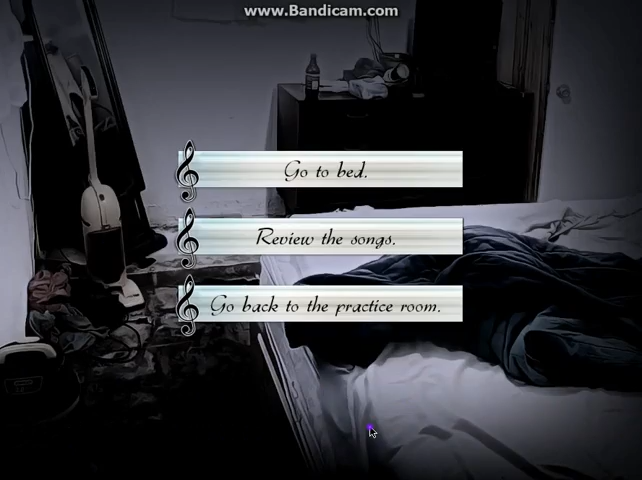 www.Bandicam.com
Go to bed.
Review the songs.
Go back to the practice room.